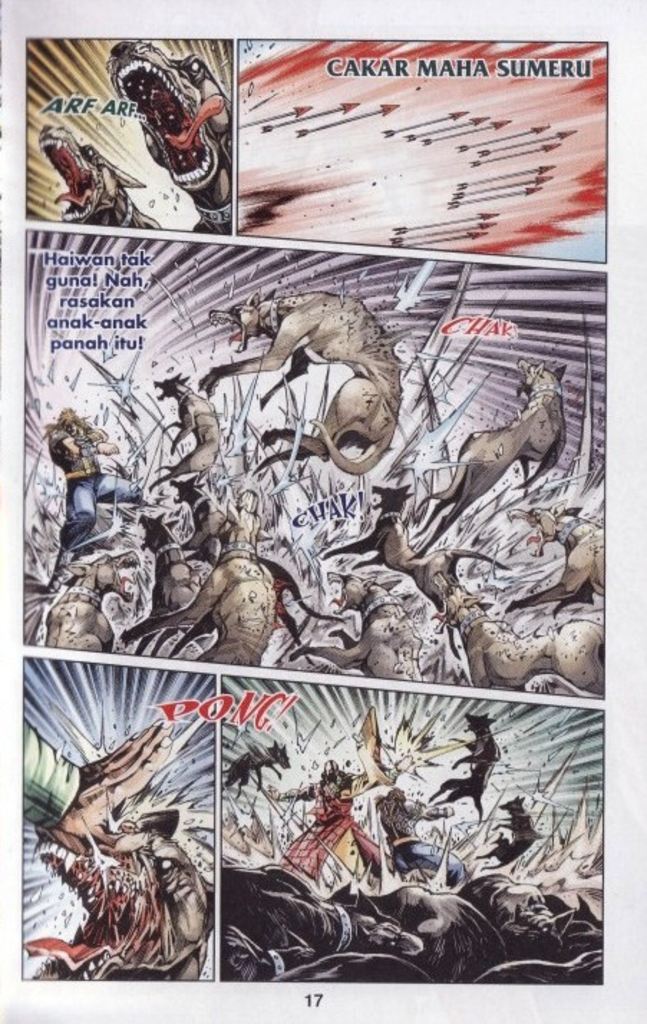 ARF ARF...
CAKAR MAHA SUMERU
Haiwan tak
guna! Nah,
rasakan
anak-anak
panah itu!
CHAK
CHAK!
PONG!
17